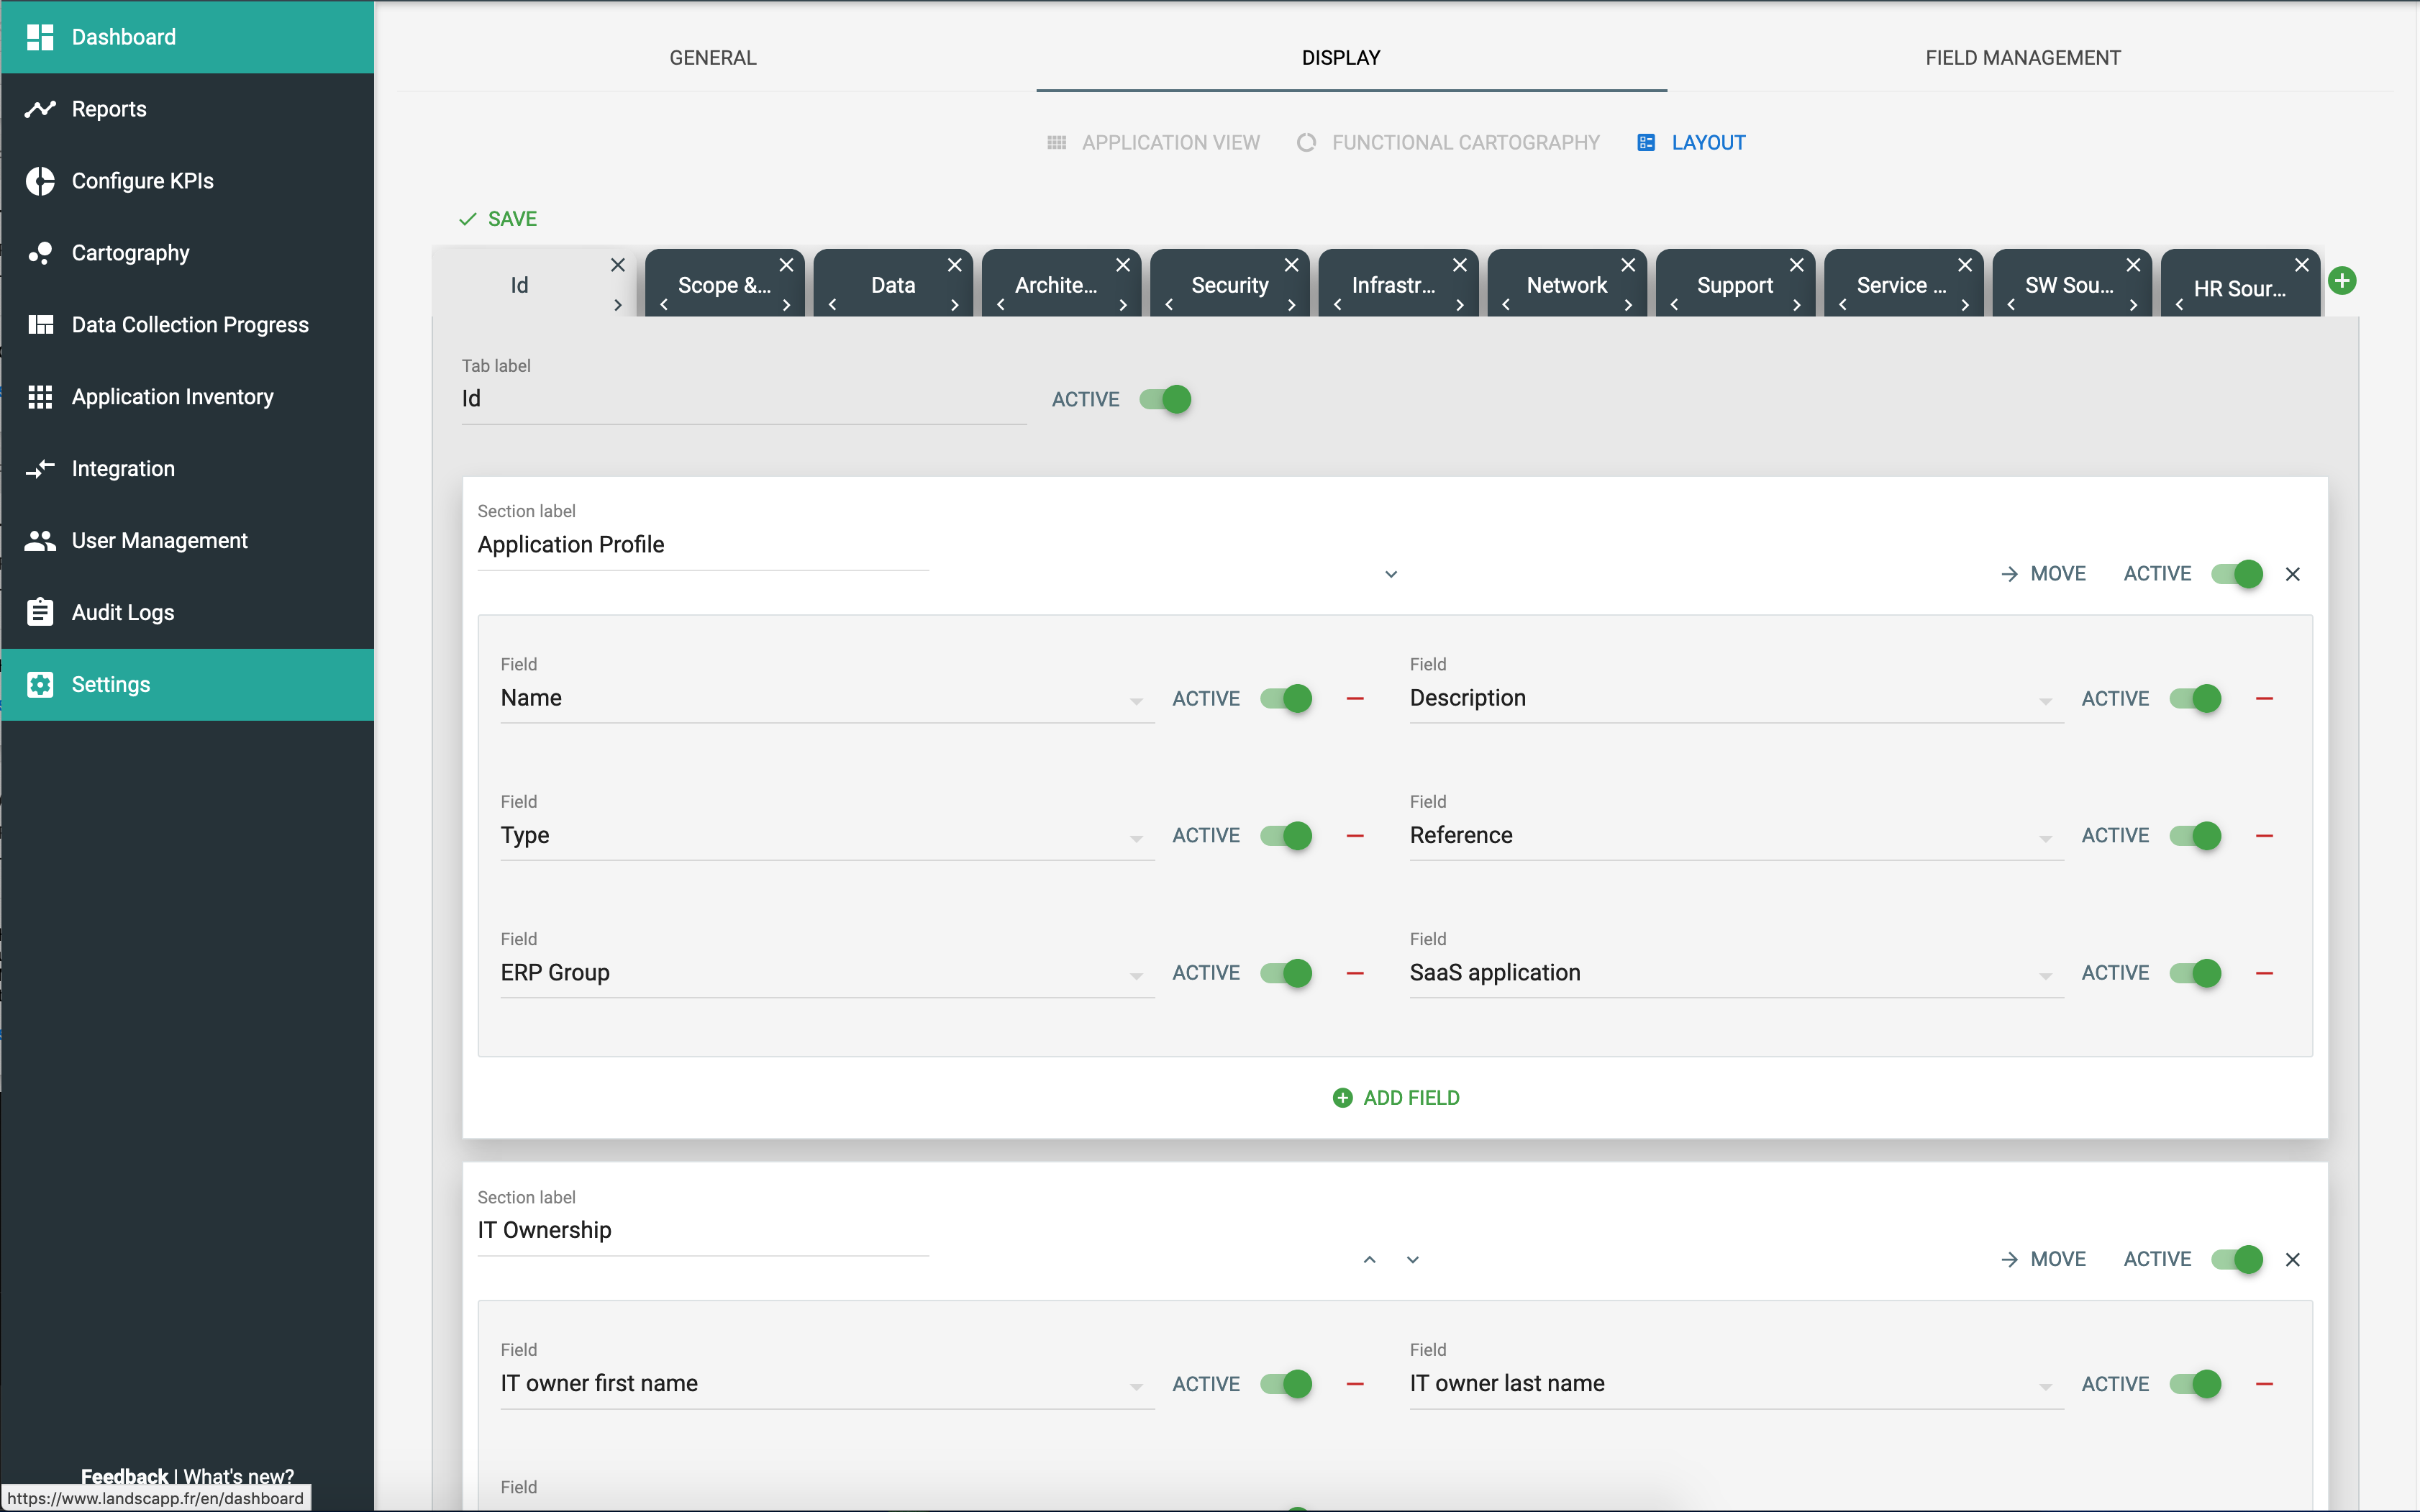 Dashboard
Reports
Configure KPIs
Cartography
Data Collection Progress
Application Inventory
Integration
User Management
Audit Logs
Settings
Feedback | What's new?
https://www.landscapp.fr/en/dashboard
GENERAL DISPLAY FIELD MANAGEMENT
APPLICATION VIEW FUNCTIONAL CARTOGRAPHY LAYOUT
SAVE
Id Scope &... Data Archite... Security Infrastr... Network Support Service ... SW Sou... HR Sour...
Tab label
Id ACTIVE
Section label
Application Profile
MOVE ACTIVE
Field Field
Name ACTIVE Description ACTIVE
Field Field
Type ACTIVE Reference ACTIVE
Field Field
ERP Group ACTIVE SaaS application ACTIVE
ADD FIELD
Section label
IT Ownership
MOVE ACTIVE
Field Field
IT owner first name ACTIVE IT owner last name ACTIVE
Field